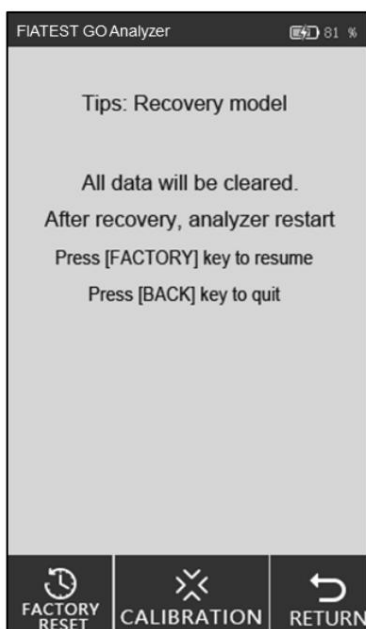 FIATEST GO Analyzer 81 %
Tips: Recovery model
All data will be cleared.
After recovery, analyzer restart
Press [FACTORY] key to resume
Press [BACK] key to quit
FACTORY
RESET
CALIBRATION
RETURN